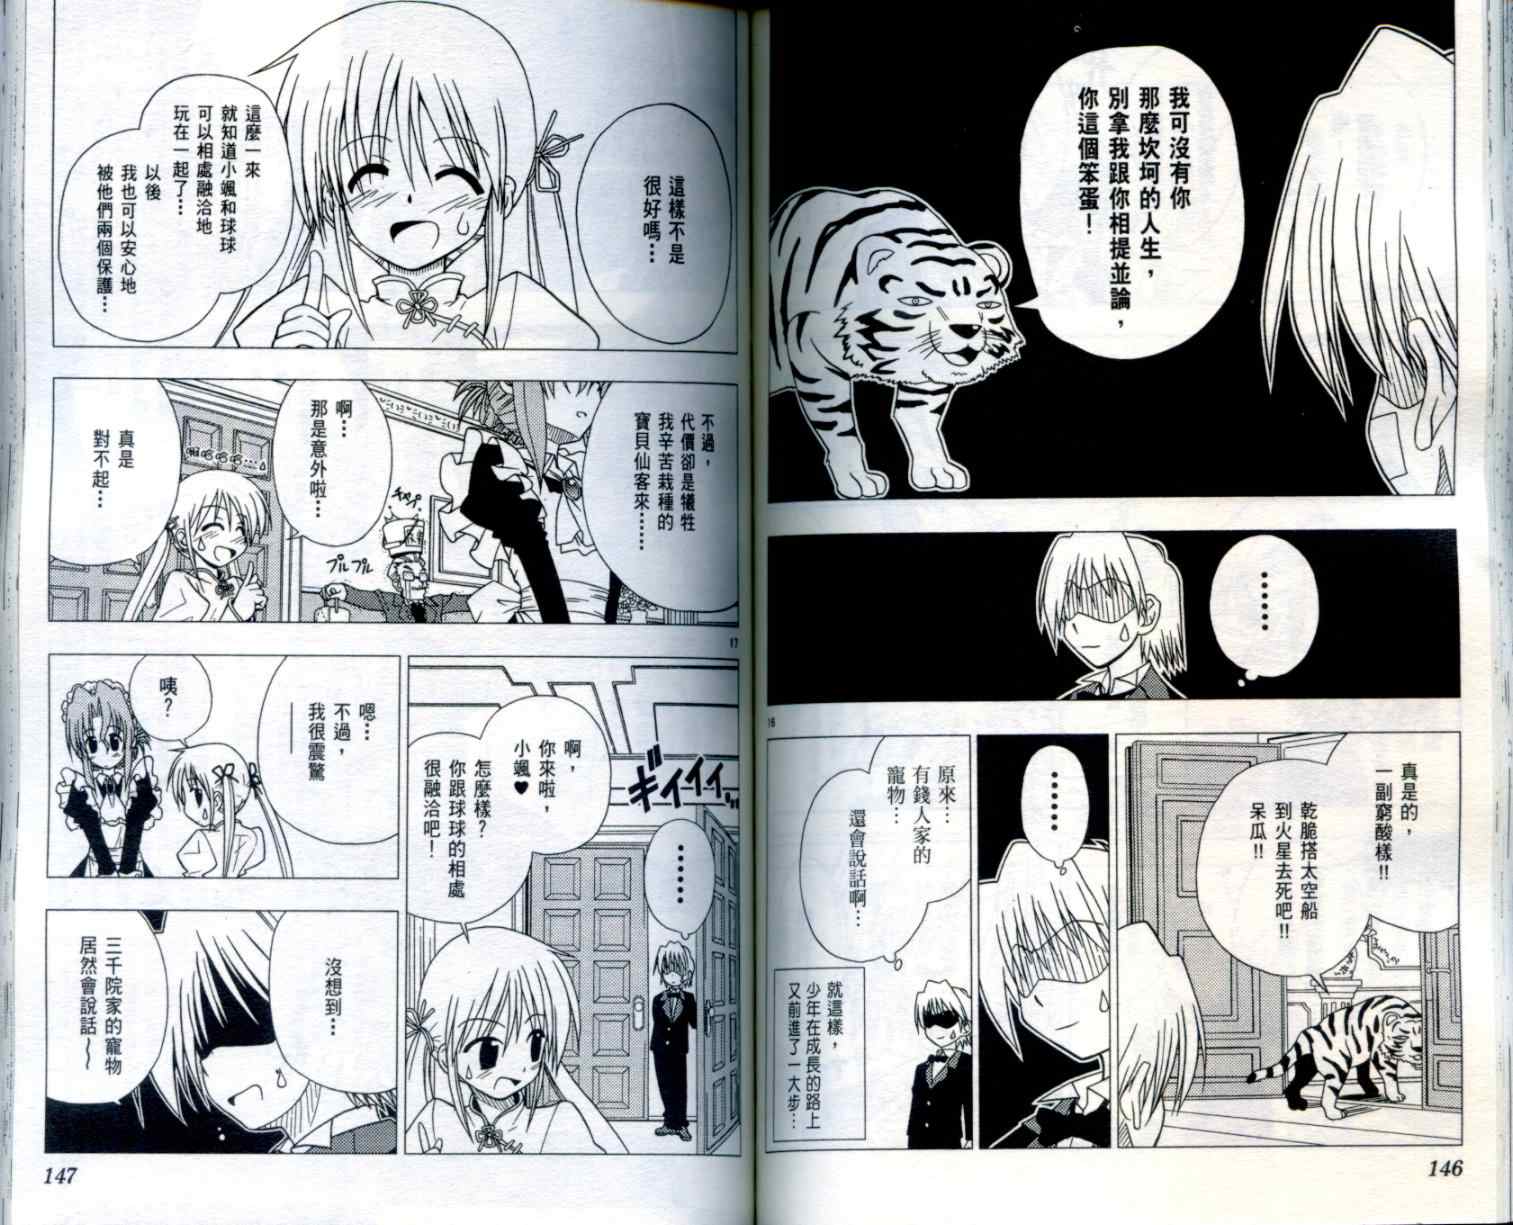 我可沒有你
那麼坎坷的人生，
別拿我跟你相提並論，
你這個笨蛋！
……
真是的，
一副窮酸樣!!
乾脆搭太空船
到火星去死吧!!
呆瓜!!
……
原來…
有錢人家的
寵物…
還會說話啊…
就這樣，
少年在成長的路上
又前進了一大步…
16
146
這樣不是
很好嗎…
這麼一來
就知道小颯和球球
可以相處融洽地
玩在一起了…
以後
我也可以安心地
被他們兩個保護…
不過，
代價卻是犧牲
我辛苦栽種的
寶貝仙客來……
啊…
那是意外啦…
プルプル
真是
對不起…
17
ギイイイ…
……
啊，
你來啦，
小颯♥
怎麼樣？
你跟球球的相處
很融洽吧！
嗯…
不過，
我很震驚
——
咦？
沒想到…
三千院家的寵物
居然會說話～
147